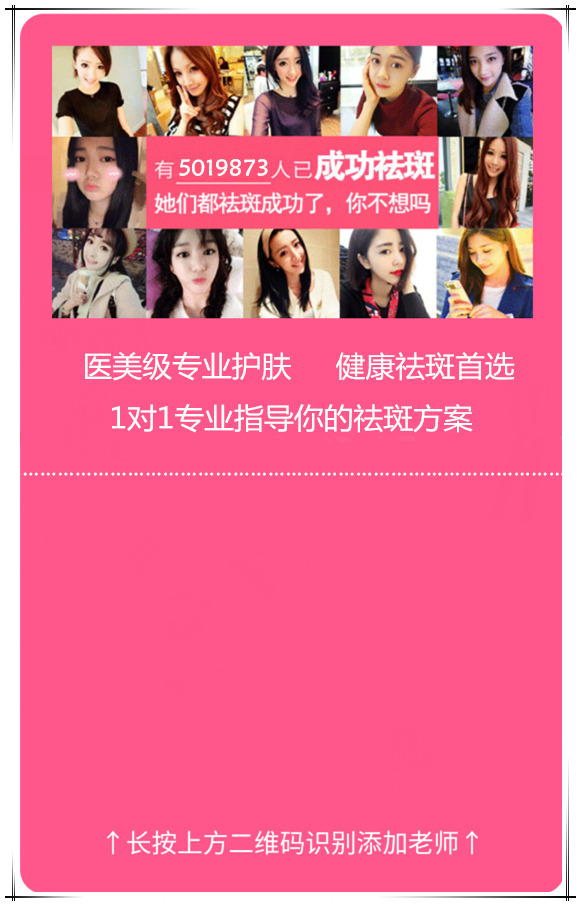 有5019873人已成功祛斑
她们都祛斑成功了，你不想吗
医美级专业护肤 健康祛斑首选
1对1专业指导你的祛斑方案
↑长按上方二维码识别添加老师↑